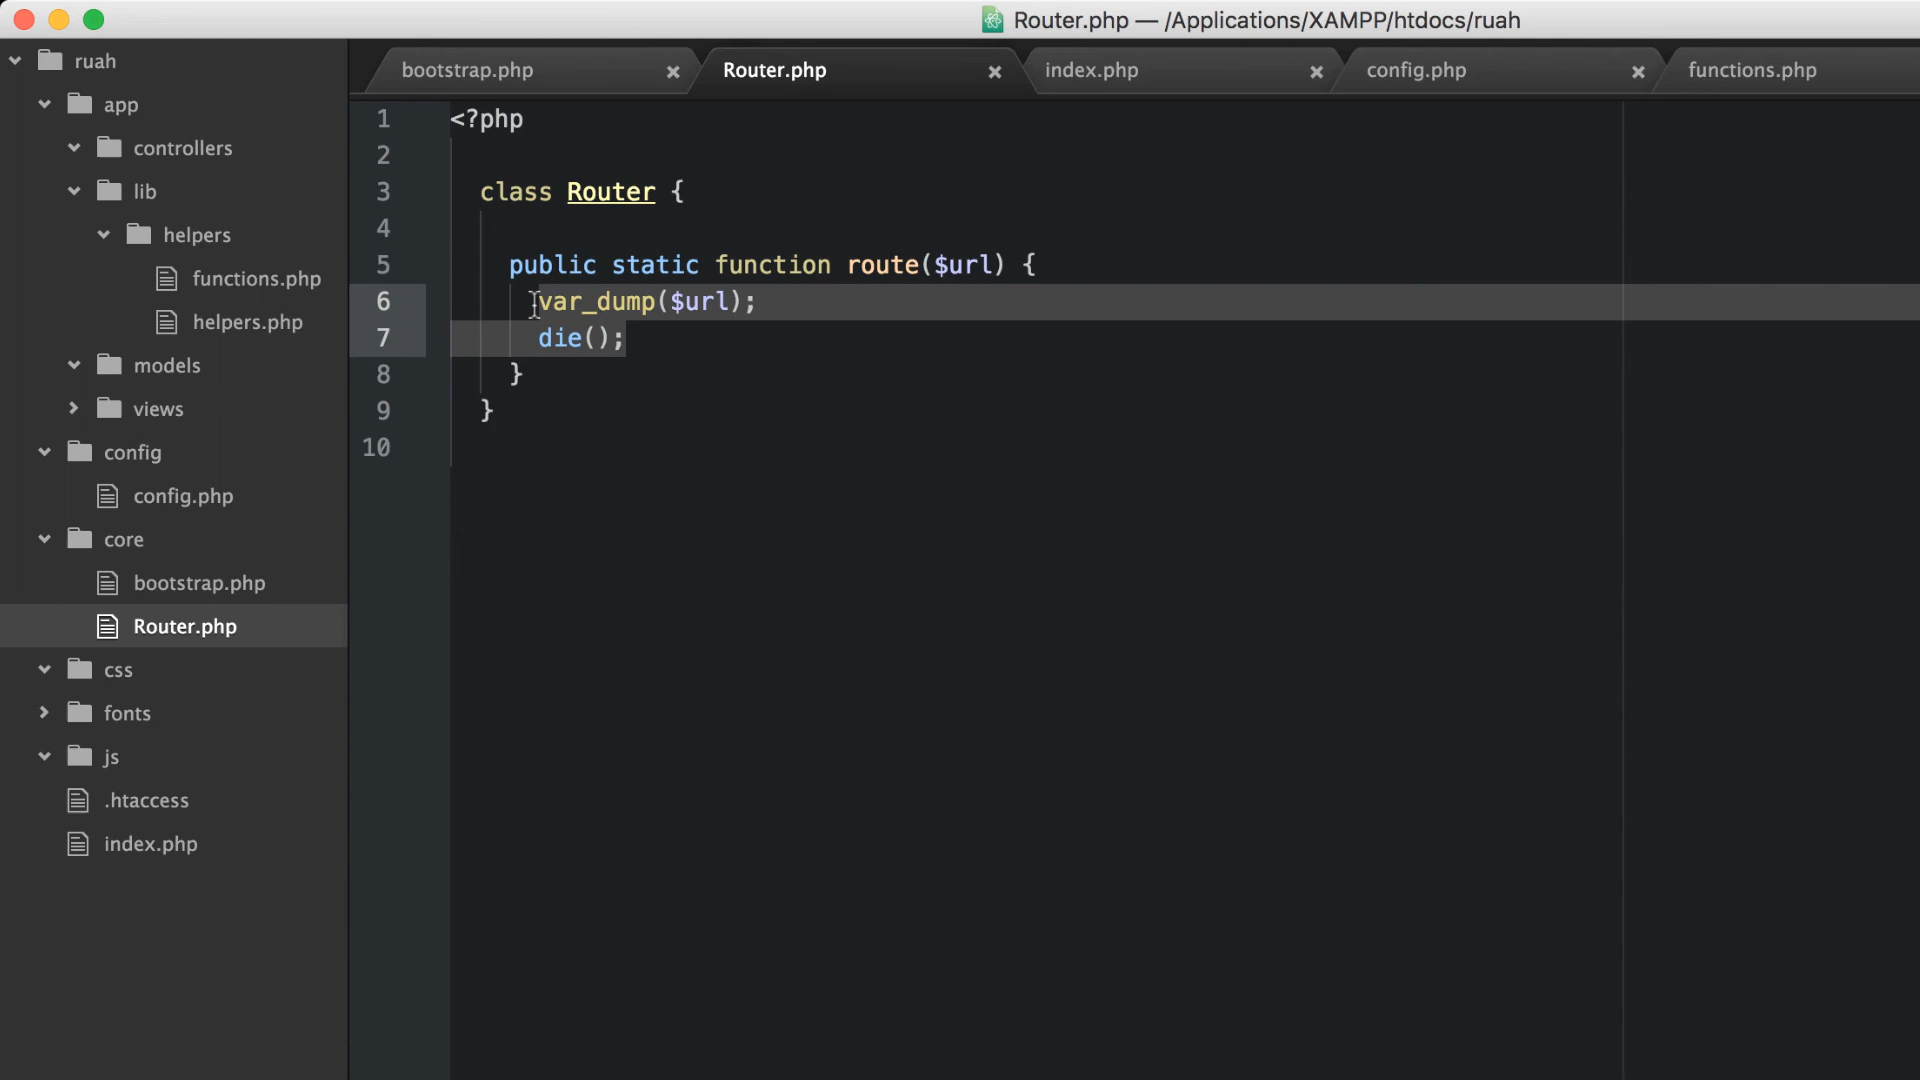 Router.php — /Applications/XAMPP/htdocs/ruah
ruah
app
controllers
lib
helpers
functions.php
helpers.php
models
views
config
config.php
core
bootstrap.php
Router.php
css
fonts
js
.htaccess
index.php
bootstrap.php
Router.php
index.php
config.php
functions.php
1 <?php
2
3 class Router {
4
5 public static function route($url) {
6 var_dump($url);
7 die();
8 }
9 }
10